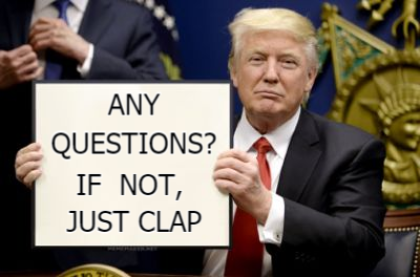 ANY
QUESTIONS?
IF NOT,
JUST CLAP